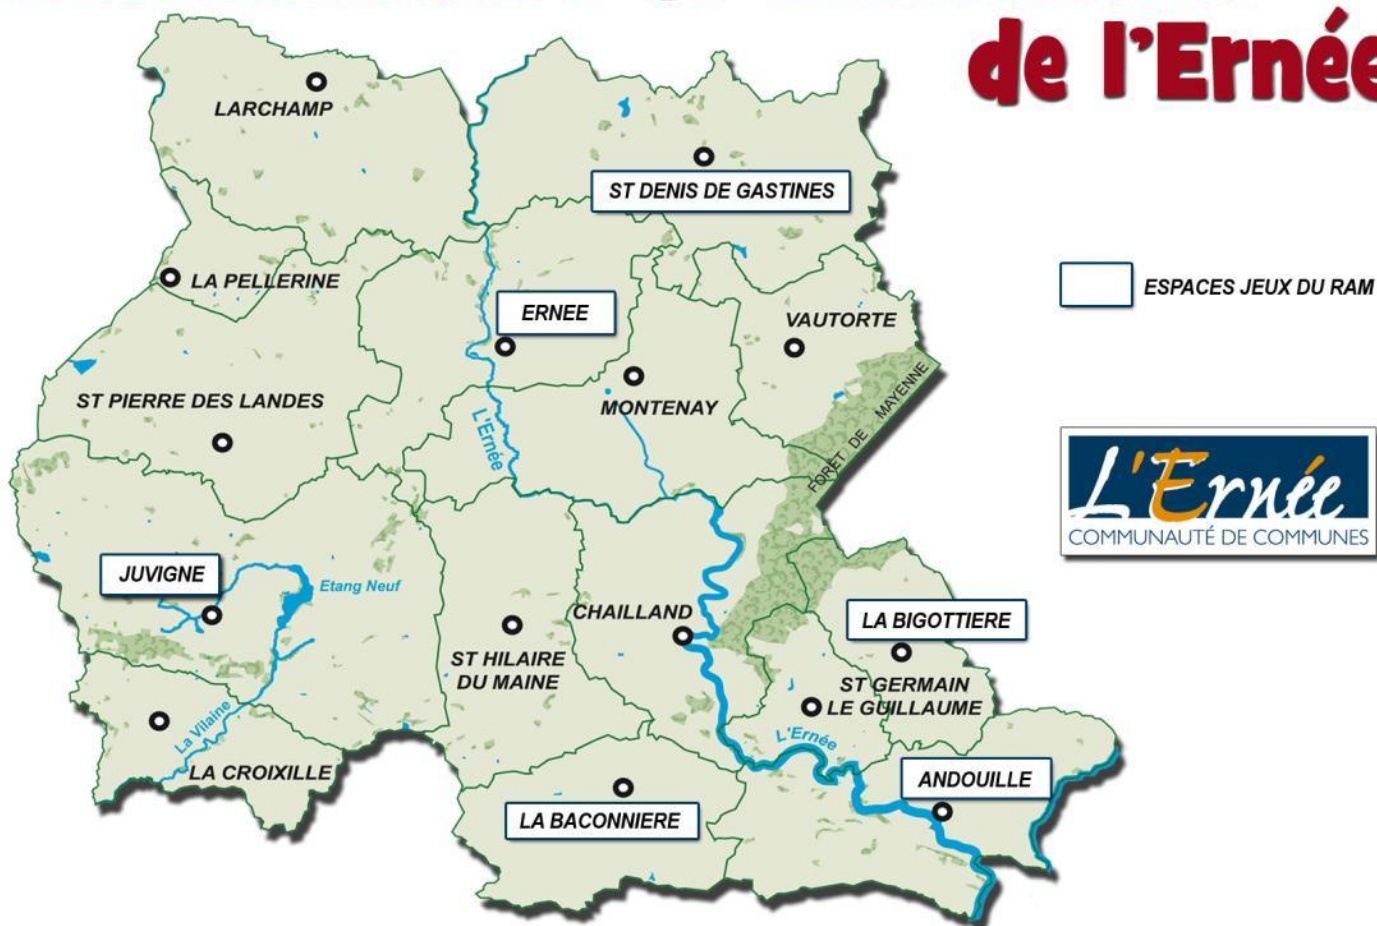 de l'Ernée
LARCHAMP
ST DENIS DE GASTINES
LA PELLERINE
ESPACES JEUX DU RAM
ERNEE
VAUTORTE
ST PIERRE DES LANDES
MONTENAY
FORÊT DE MAYENNE
L'Ernée
L'Ernée
COMMUNAUTÉ DE COMMUNES
JUVIGNE
Etang Neuf
CHAILLAND
LA BIGOTTIERE
ST HILAIRE
DU MAINE
ST GERMAIN
LE GUILLAUME
La Vilaine
L'Ernée
LA CROIXILLE
ANDOUILLE
LA BACONNIERE